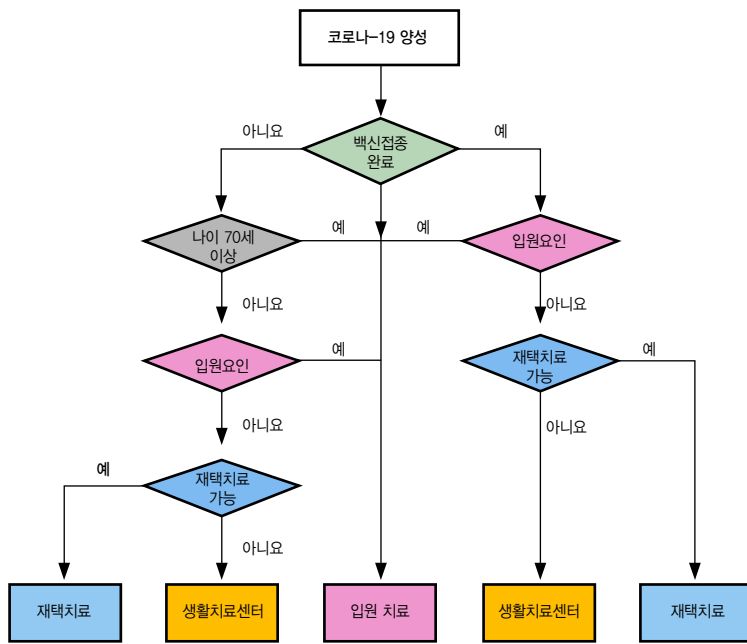 코로나-19 양성
아니요
백신접종
완료
예
나이 70세
이상
예
예
입원요인
아니요
아니요
입원요인
예
재택치료
가능
예
아니요
아니요
예
재택치료
가능
아니요
재택치료
생활치료센터
입원 치료
생활치료센터
재택치료